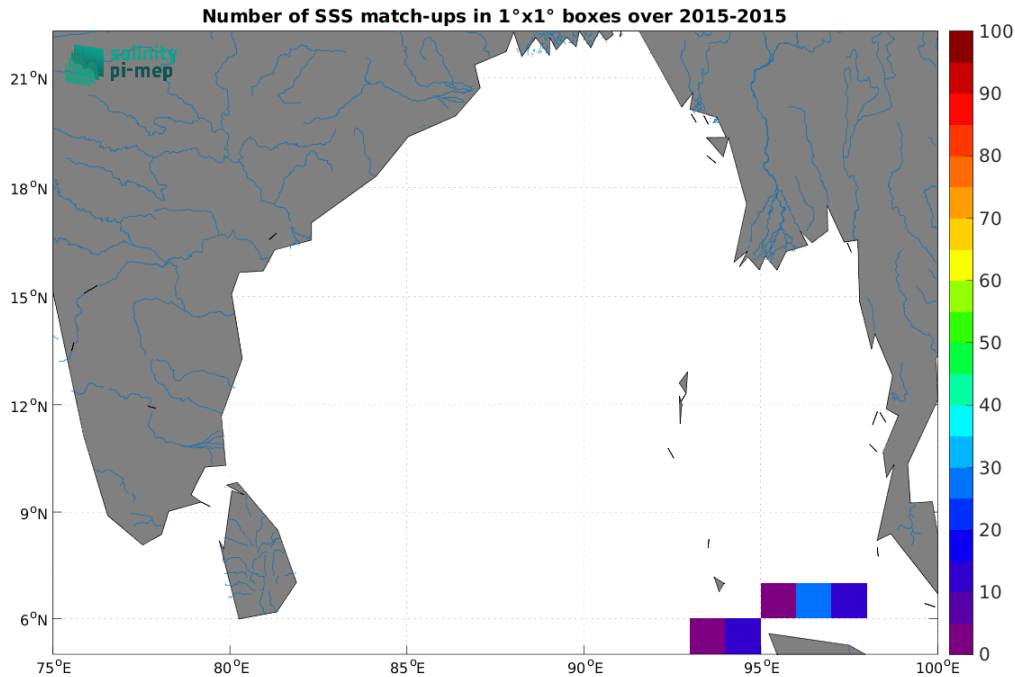 Number of SSS match-ups in 1°x1° boxes over 2015-2015
salinity
pi-mep
21°N
18°N
15°N
12°N
9°N
6°N
75°E
80°E
85°E
90°E
95°E
100°E
100
90
80
70
60
50
40
30
20
10
0